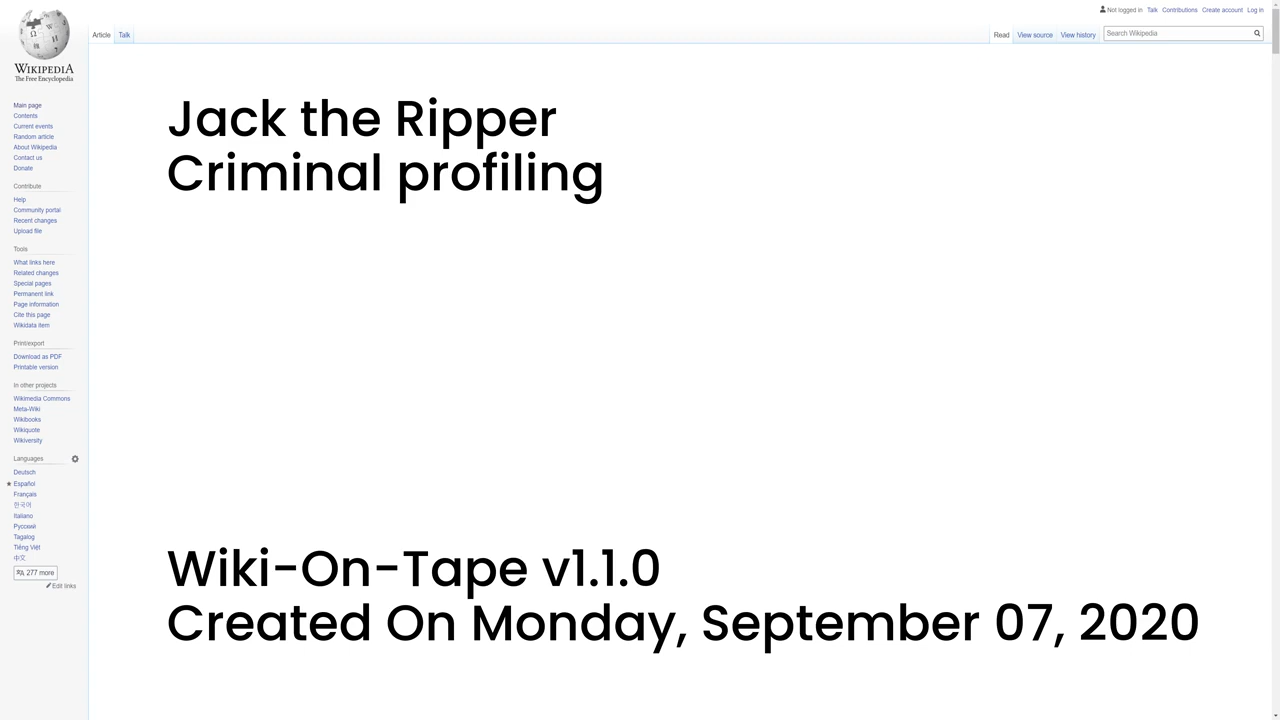 Not logged in Talk Contributions Create account Log in
Article Talk Read View source View history Search Wikipedia
WIKIPEDIA
The Free Encyclopedia
Main page
Contents
Current events
Random article
About Wikipedia
Contact us
Donate
Contribute
Help
Community portal
Recent changes
Upload file
Tools
What links here
Related changes
Special pages
Permanent link
Page information
Cite this page
Wikidata item
Print/export
Download as PDF
Printable version
In other projects
Wikimedia Commons
Meta-Wiki
Wikibooks
Wikiquote
Wikiversity
Languages
Deutsch
Español
Français
한국어
Italiano
Русский
Tagalog
Tiếng Việt
中文
277 more
Edit links
Jack the Ripper
Criminal profiling
Wiki-On-Tape v1.1.0
Created On Monday, September 07, 2020